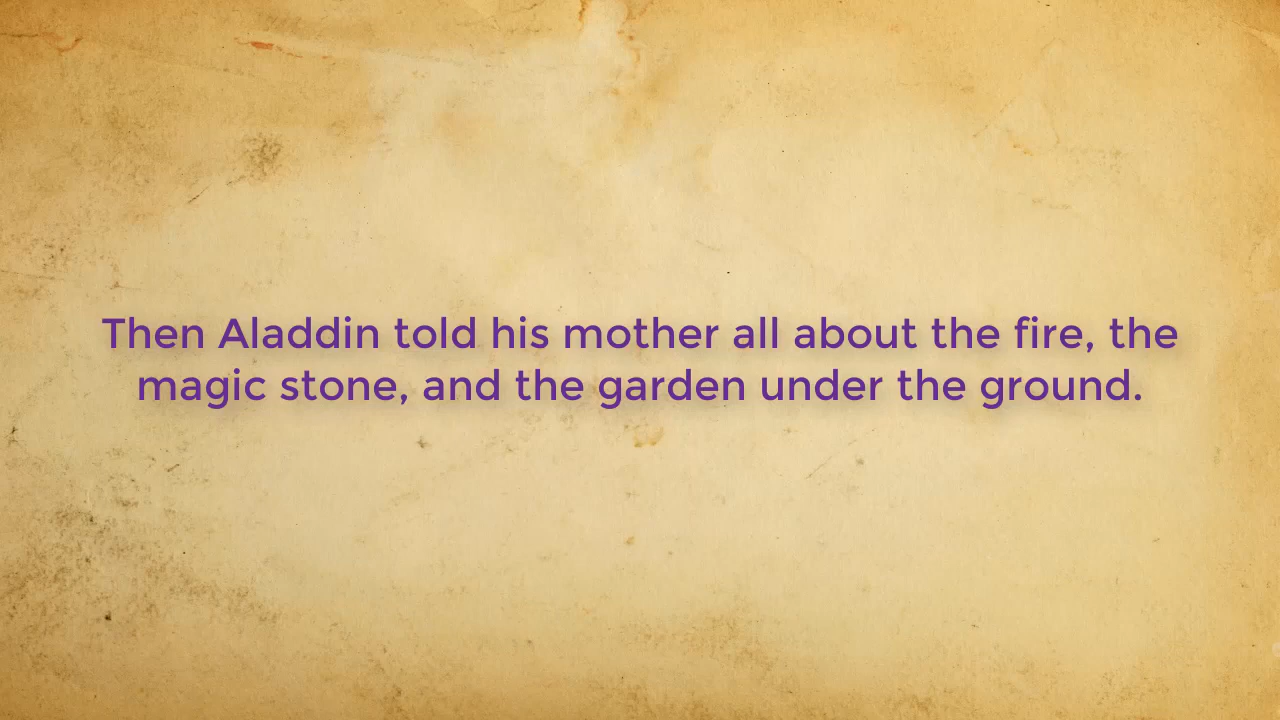 Then Aladdin told his mother all about the fire, the
magic stone, and the garden under the ground.